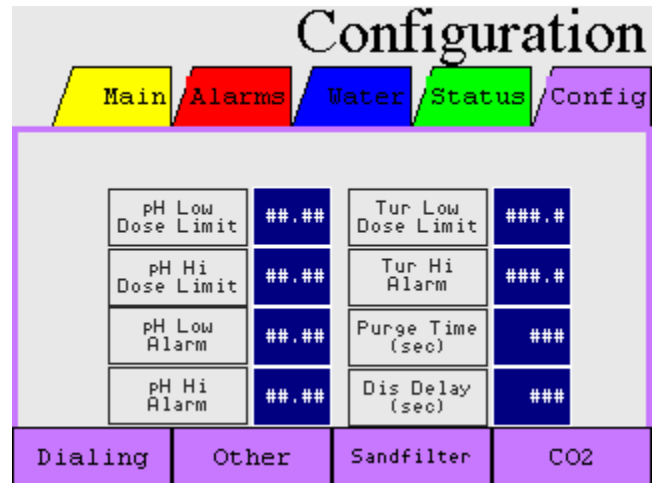 Configuration
Main Alarms Water Status Config
pH Low
Dose Limit
##.##
Tur Low
Dose Limit
###.#
pH Hi
Dose Limit
##.##
Tur Hi
Alarm
###.#
pH Low
Alarm
##.##
Purge Time
(sec)
###
pH Hi
Alarm
##.##
Dis Delay
(sec)
###
Dialing Other Sandfilter CO2